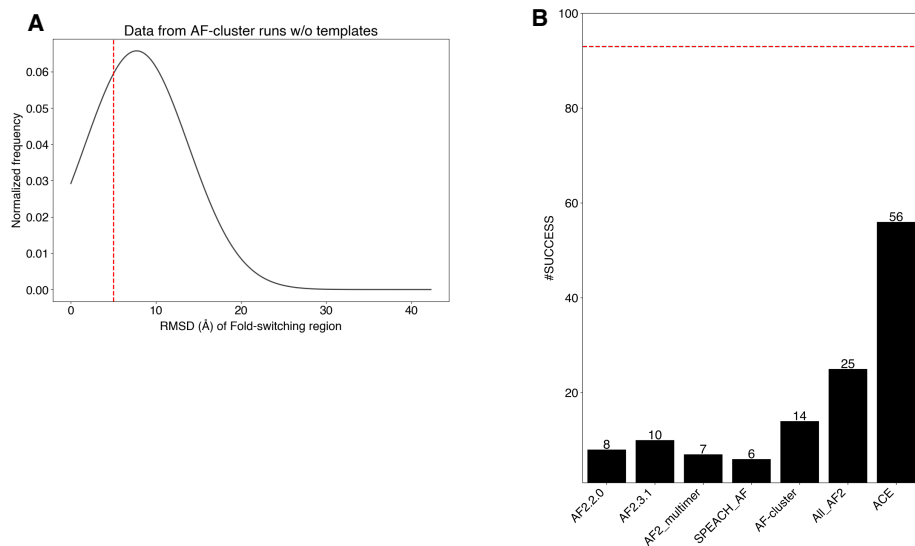 A
Data from AF-cluster runs w/o templates
Normalized frequency
0.06
0.05
0.04
0.03
0.02
0.01
0.00
0 10 20 30 40
RMSD (Å) of Fold-switching region
B
#SUCCESS
100
80
60
40
20
8
10
7
6
14
25
56
AF2.2.0
AF2.3.1
AF2_multimer
SPEACH_AF
AF-cluster
All_AF2
ACE